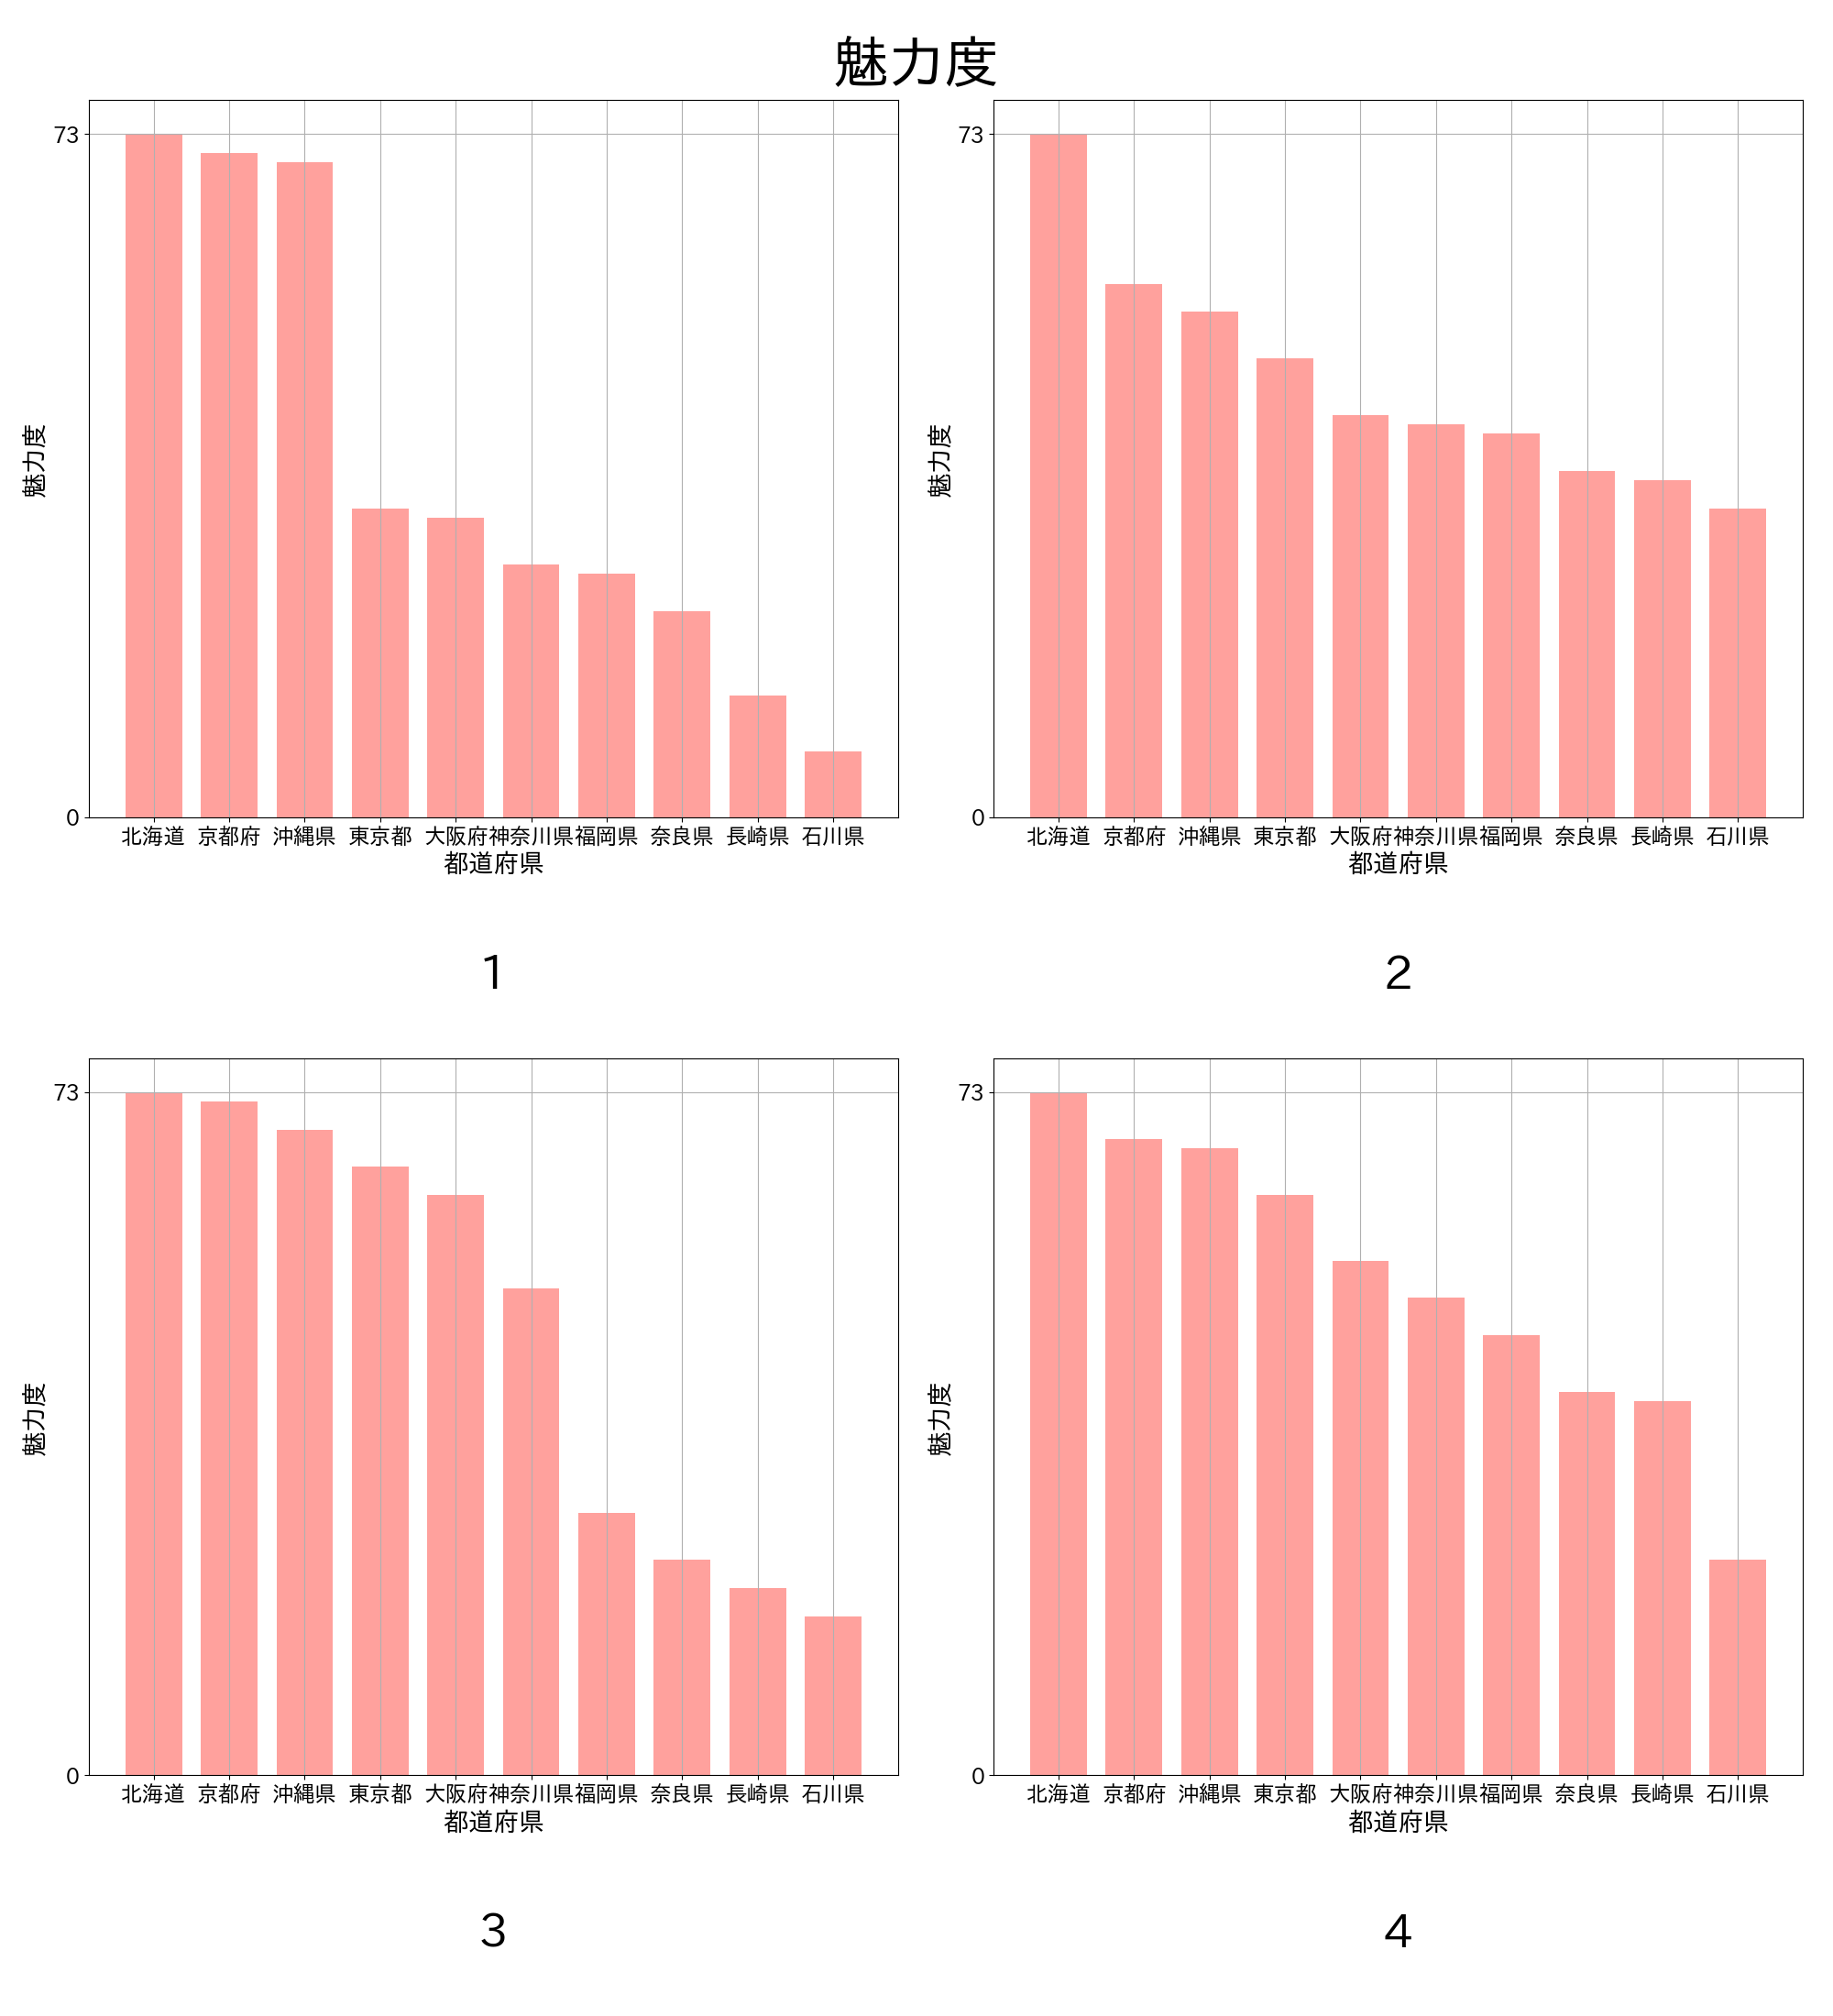 魅力度
73
0
魅力度
北海道 京都府 沖縄県 東京都 大阪府 神奈川県 福岡県 奈良県 長崎県 石川県
都道府県
1
73
0
魅力度
北海道 京都府 沖縄県 東京都 大阪府 神奈川県 福岡県 奈良県 長崎県 石川県
都道府県
2
73
0
魅力度
北海道 京都府 沖縄県 東京都 大阪府 神奈川県 福岡県 奈良県 長崎県 石川県
都道府県
3
73
0
魅力度
北海道 京都府 沖縄県 東京都 大阪府 神奈川県 福岡県 奈良県 長崎県 石川県
都道府県
4